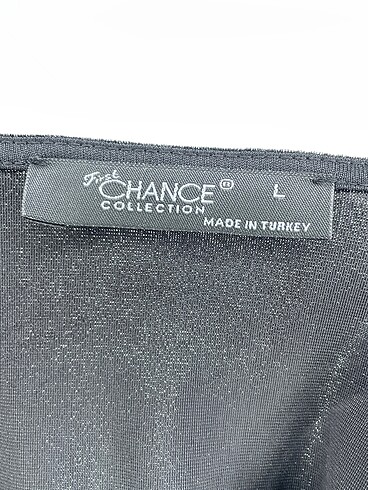 First
CHANCE® L
COLLECTION
MADE IN TURKEY